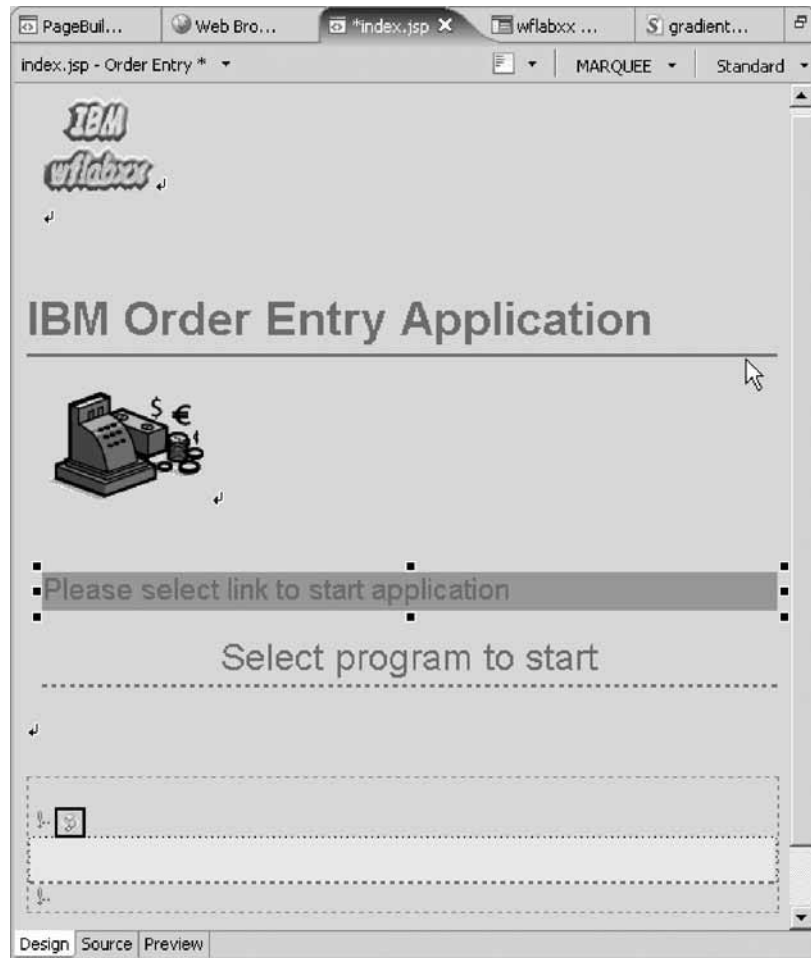 PageBuil... Web Bro... *index.jsp wflabxx ... gradient...
index.jsp - Order Entry * MARQUEE Standard
IBM
wflabxx
IBM Order Entry Application
$ €
Please select link to start application
Select program to start
Design Source Preview